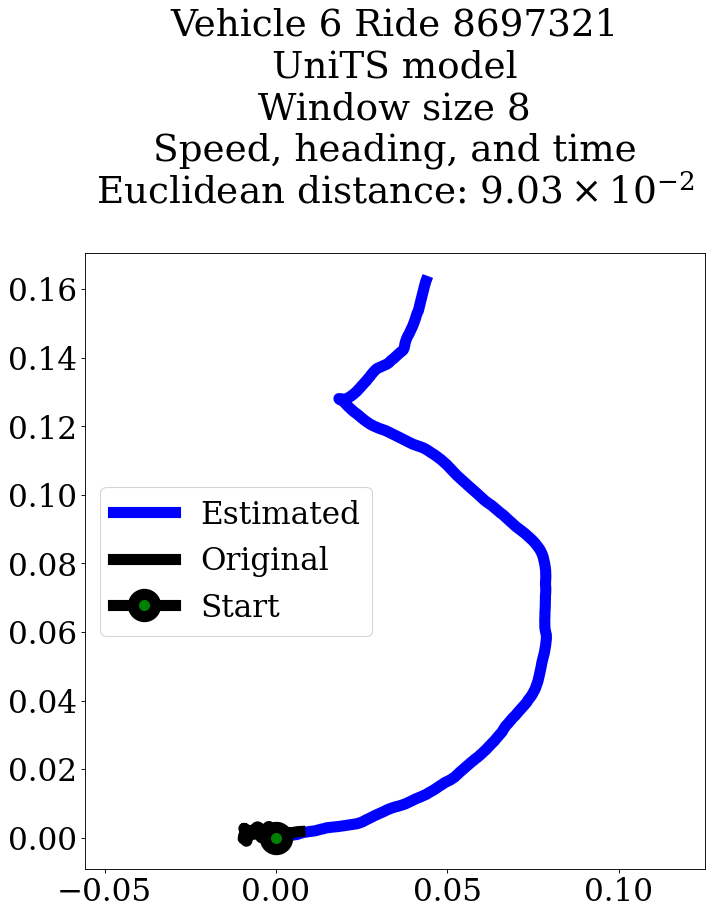 Vehicle 6 Ride 8697321
UniTS model
Window size 8
Speed, heading, and time
Euclidean distance: 9.03 × 10⁻²
0.16
0.14
0.12
0.10
0.08
0.06
0.04
0.02
0.00
Estimated
Original
Start
−0.05 0.00 0.05 0.10